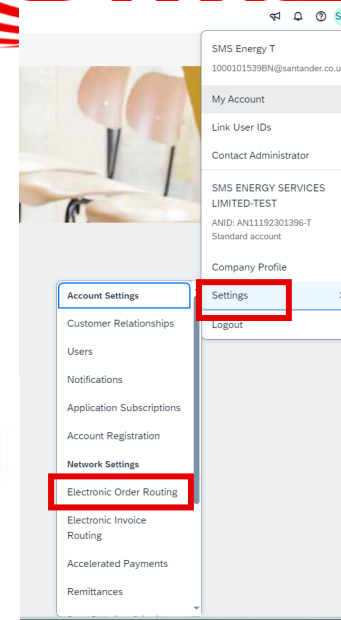 SMS Energy T
1000101539BN@santander.co.u
My Account
Link User IDs
Contact Administrator
SMS ENERGY SERVICES
LIMITED-TEST
ANID: AN11192301396-T
Standard account
Company Profile
Settings
Logout
Account Settings
Customer Relationships
Users
Notifications
Application Subscriptions
Account Registration
Network Settings
Electronic Order Routing
Electronic Invoice
Routing
Accelerated Payments
Remittances